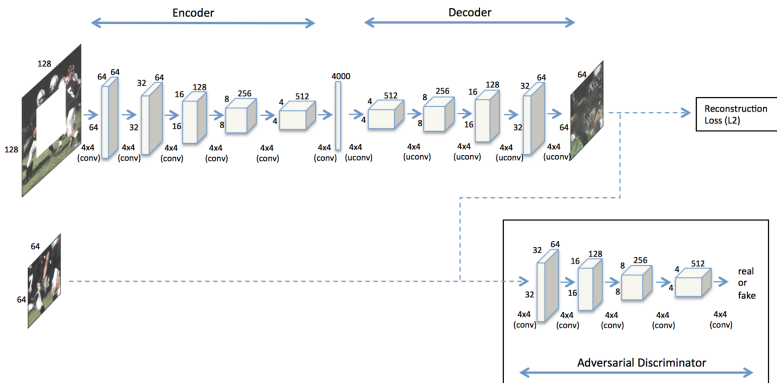 Encoder
Decoder
128
128
64 64
64
4x4
(conv)
32 64
32
4x4
(conv)
16 128
16
4x4
(conv)
8 256
8
4x4
(conv)
4 512
4
4x4
(conv)
4000
4x4
(conv)
4 512
4
4x4
(uconv)
8 256
8
4x4
(uconv)
16 128
16
4x4
(uconv)
32 64
32
4x4
(uconv)
64
64
4x4
(uconv)
Reconstruction
Loss (L2)
64
64
32 64
32
4x4
(conv)
16 128
16
4x4
(conv)
8 256
8
4x4
(conv)
4 512
4
4x4
(conv)
4x4
(conv)
real
or
fake
Adversarial Discriminator